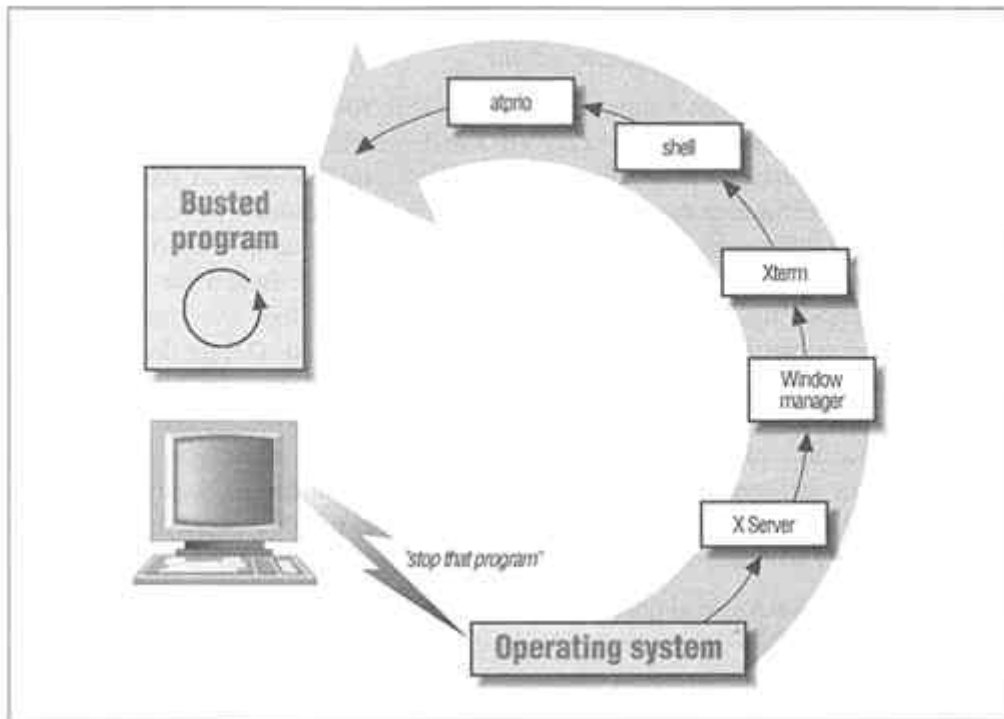 atprio
shell
Busted
program
Xterm
Window
manager
X Server
"stop that program"
Operating system